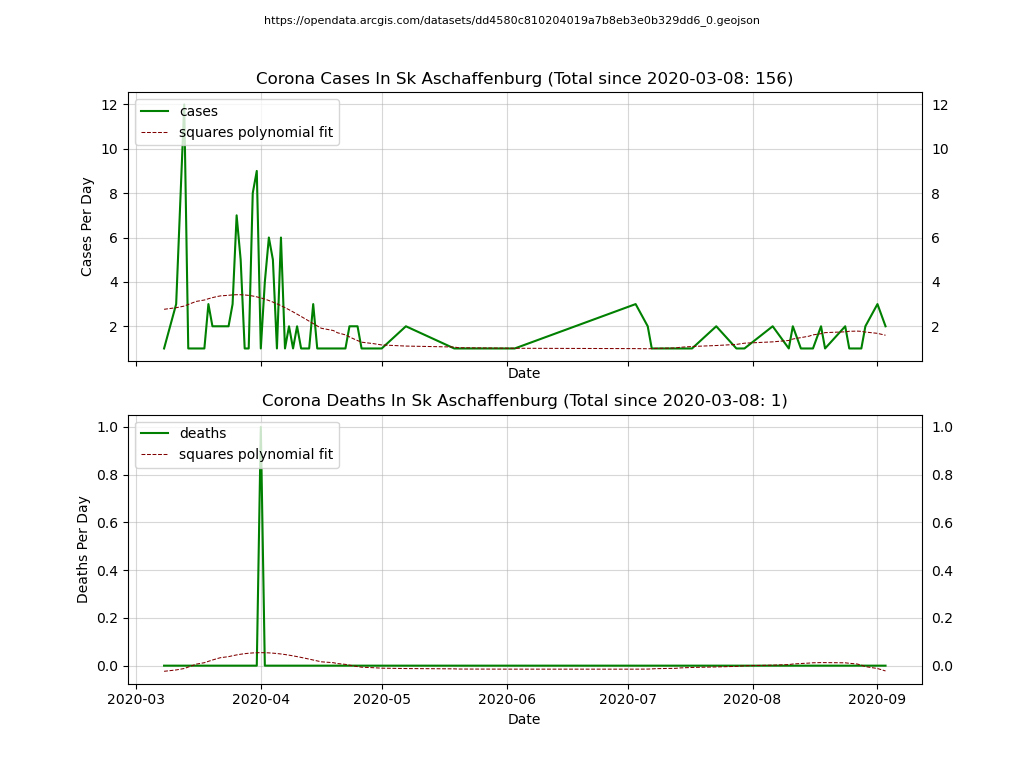 https://opendata.arcgis.com/datasets/dd4580c810204019a7b8eb3e0b329dd6_0.geojson
Corona Cases In Sk Aschaffenburg (Total since 2020-03-08: 156)
cases
squares polynomial fit
Cases Per Day
12 12
10 10
8 8
6 6
4 4
2 2
Date
Corona Deaths In Sk Aschaffenburg (Total since 2020-03-08: 1)
deaths
squares polynomial fit
Deaths Per Day
1.0 1.0
0.8 0.8
0.6 0.6
0.4 0.4
0.2 0.2
0.0 0.0
2020-03 2020-04 2020-05 2020-06 2020-07 2020-08 2020-09
Date